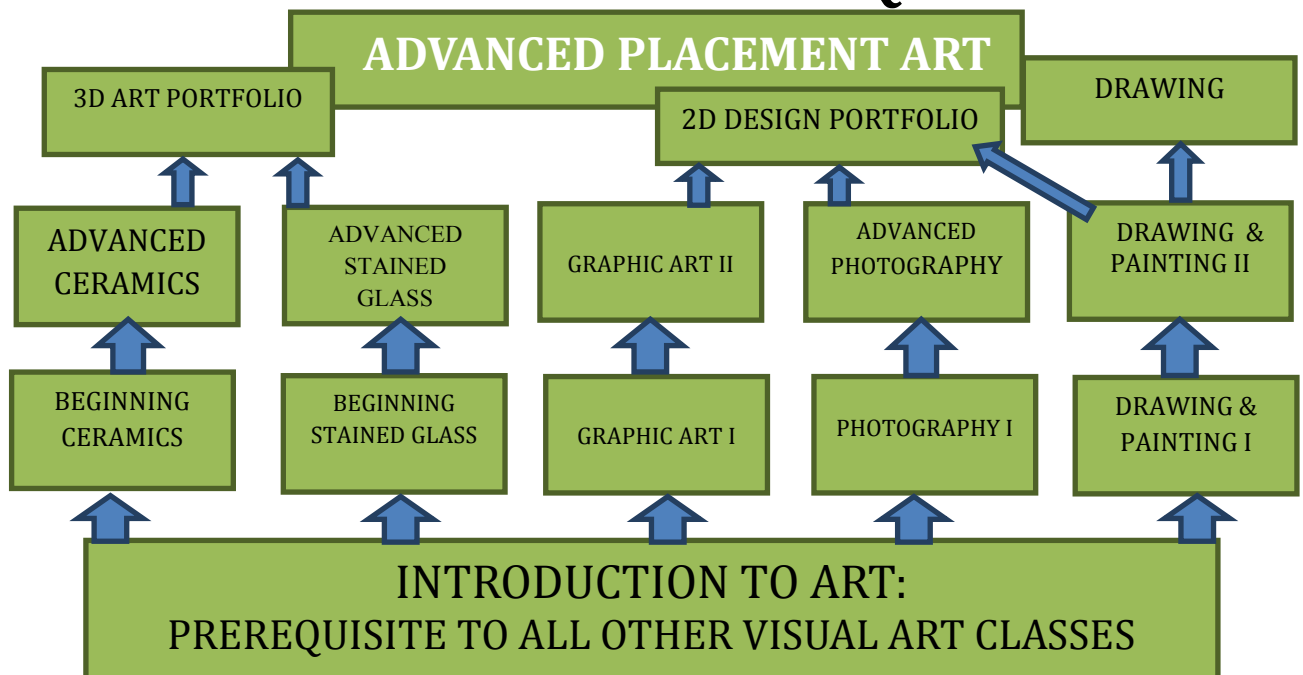 ADVANCED PLACEMENT ART
3D ART PORTFOLIO
2D DESIGN PORTFOLIO
DRAWING
ADVANCED
CERAMICS
ADVANCED
STAINED
GLASS
GRAPHIC ART II
ADVANCED
PHOTOGRAPHY
DRAWING &
PAINTING II
BEGINNING
CERAMICS
BEGINNING
STAINED GLASS
GRAPHIC ART I
PHOTOGRAPHY I
DRAWING &
PAINTING I
INTRODUCTION TO ART:
PREREQUISITE TO ALL OTHER VISUAL ART CLASSES